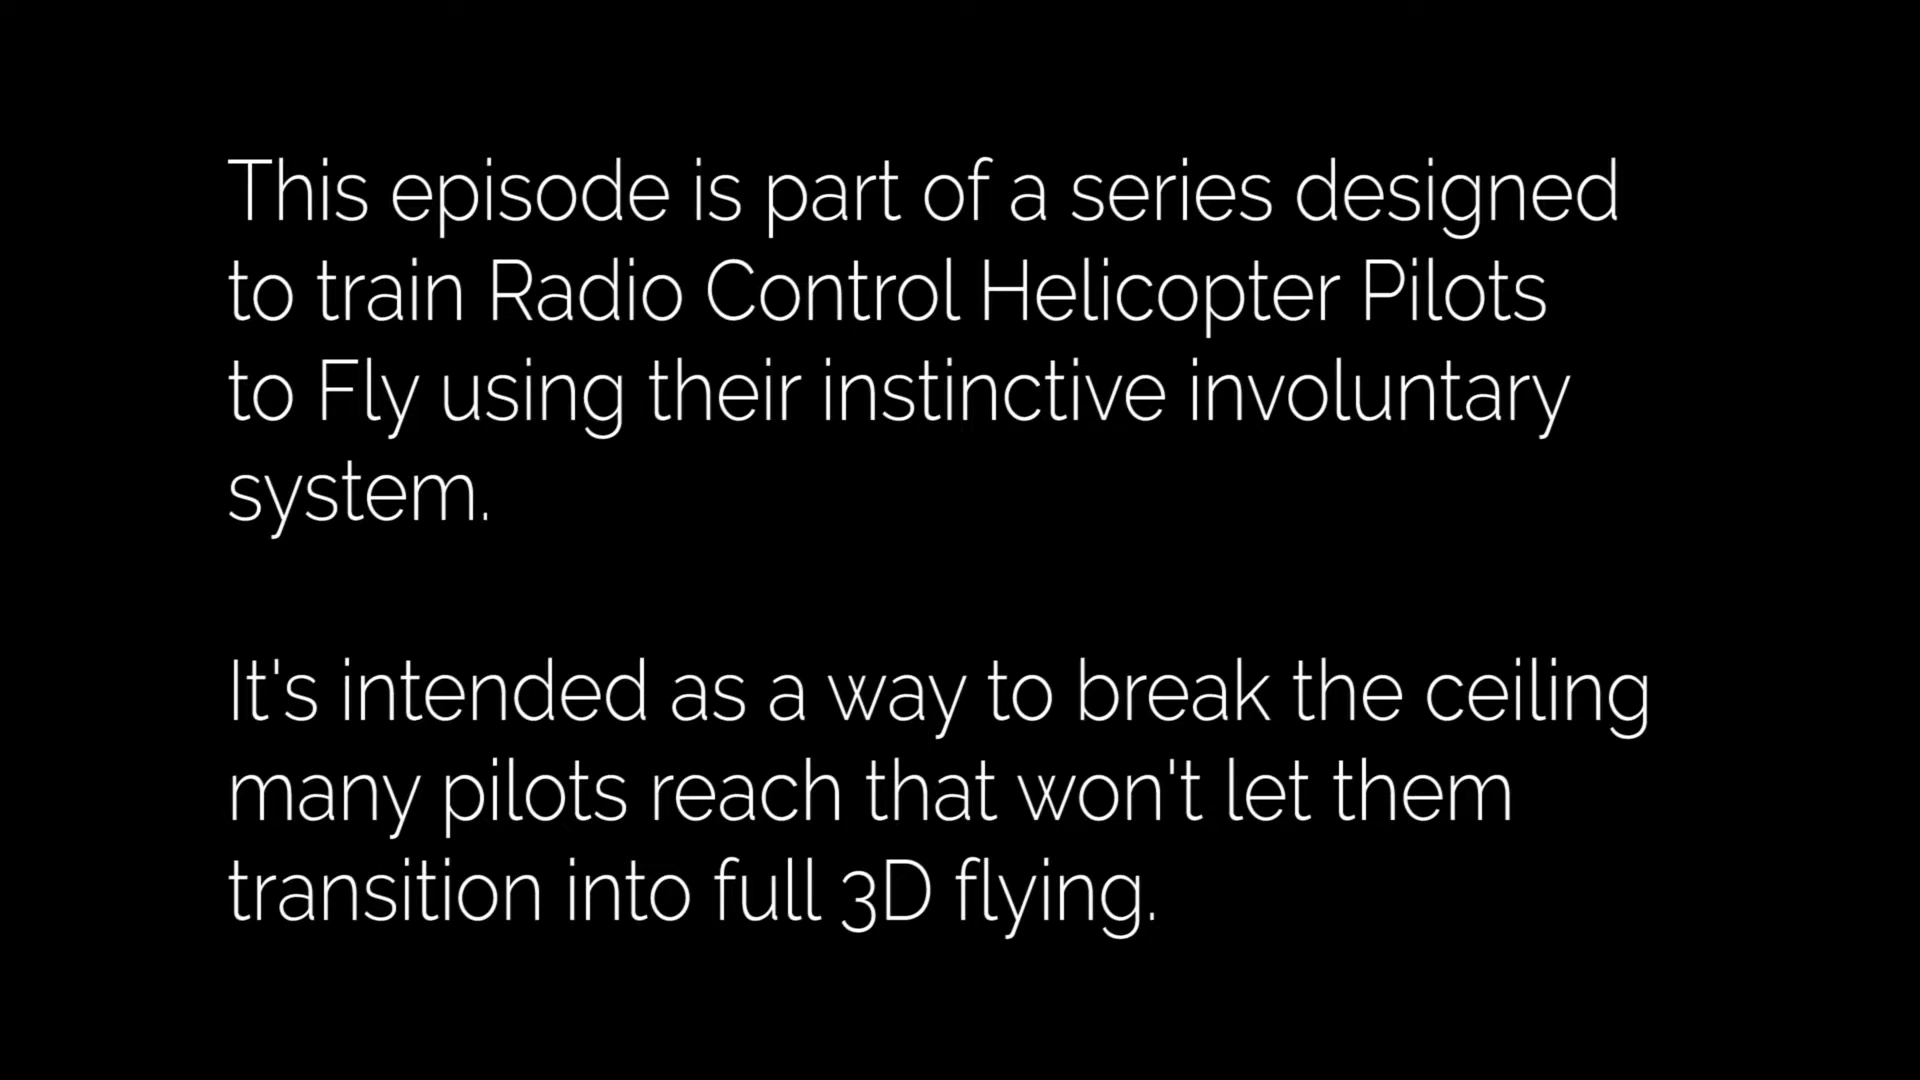 This episode is part of a series designed
to train Radio Control Helicopter Pilots
to Fly using their instinctive involuntary
system.
It's intended as a way to break the ceiling
many pilots reach that won't let them
transition into full 3D flying.